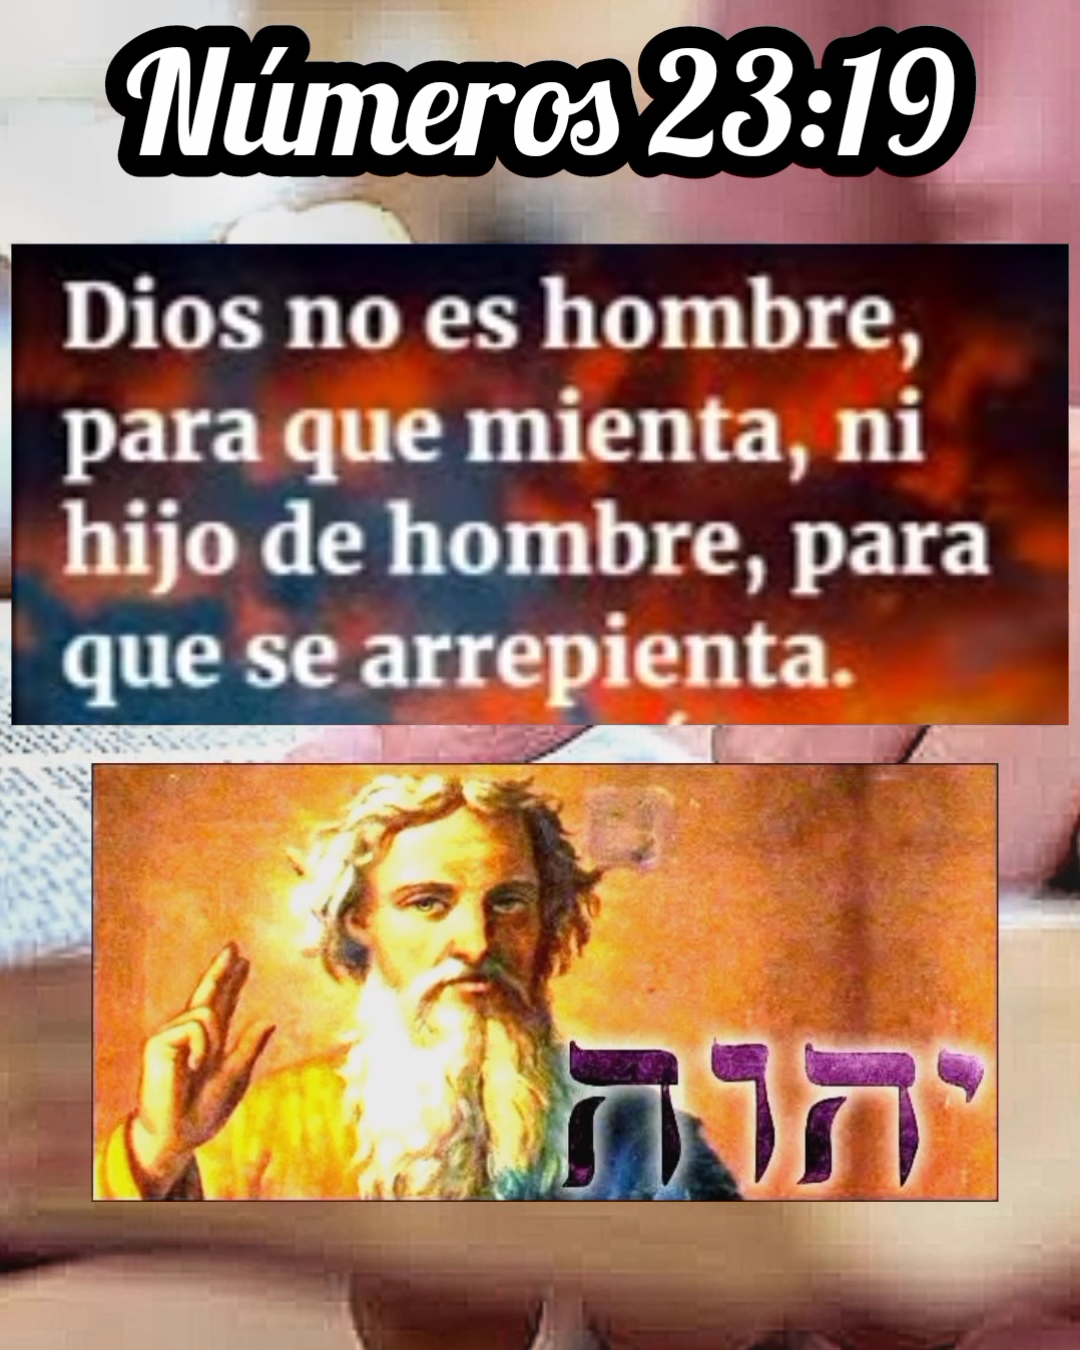 Números 23:19
Dios no es hombre,
para que mienta, ni
hijo de hombre, para
que se arrepienta.
יהוה